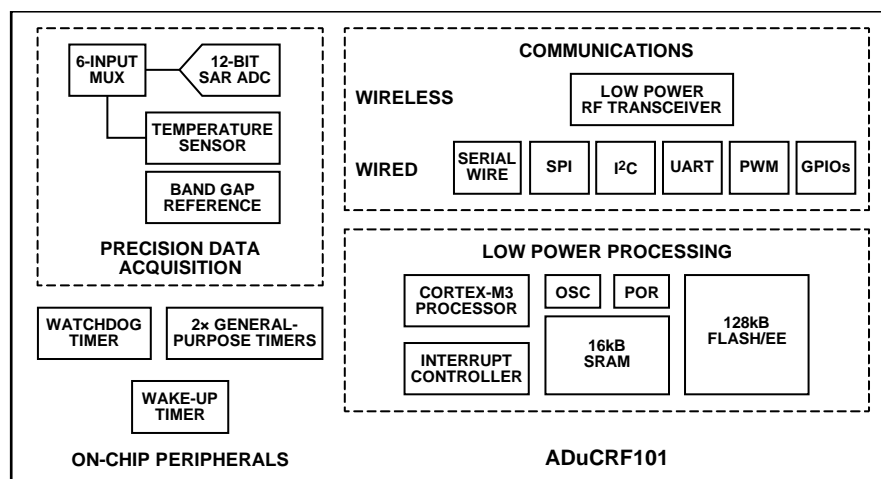 6-INPUT
MUX
12-BIT
SAR ADC
TEMPERATURE
SENSOR
BAND GAP
REFERENCE
PRECISION DATA
ACQUISITION
WATCHDOG
TIMER
2× GENERAL-
PURPOSE TIMERS
WAKE-UP
TIMER
ON-CHIP PERIPHERALS
COMMUNICATIONS
WIRELESS
LOW POWER
RF TRANSCEIVER
WIRED
SERIAL
WIRE
SPI
I²C
UART
PWM
GPIOs
LOW POWER PROCESSING
CORTEX-M3
PROCESSOR
OSC
POR
INTERRUPT
CONTROLLER
16kB
SRAM
128kB
FLASH/EE
ADuCRF101